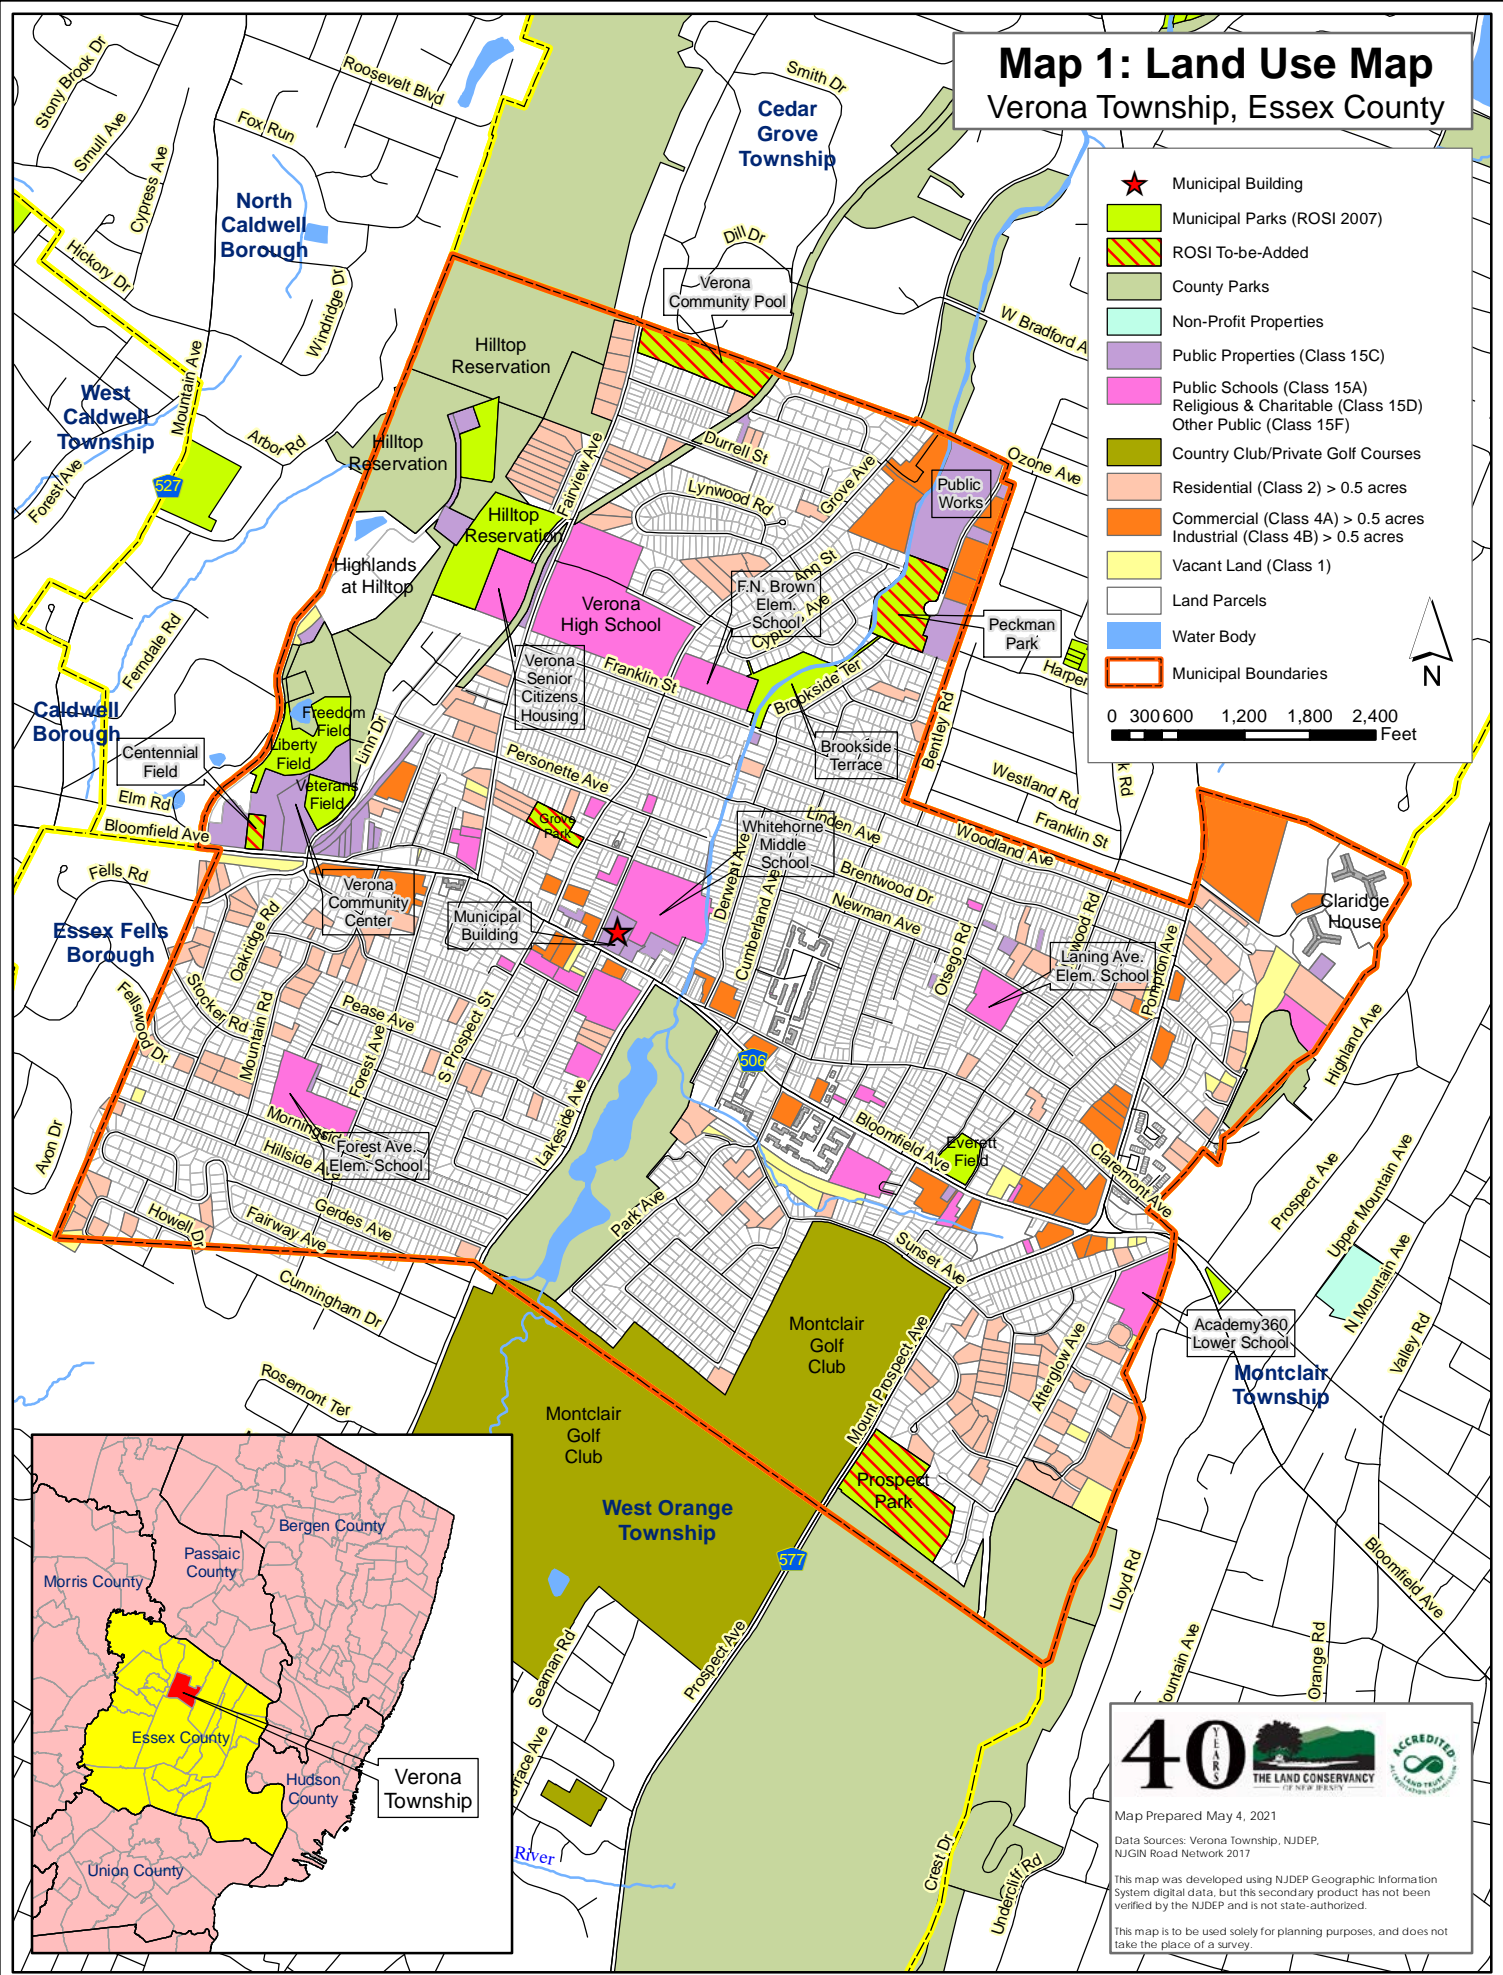 Map 1: Land Use Map
Verona Township, Essex County
Municipal Building
Municipal Parks (ROSI 2007)
ROSI To-be-Added
County Parks
Non-Profit Properties
Public Properties (Class 15C)
Public Schools (Class 15A)
Religious & Charitable (Class 15D)
Other Public (Class 15F)
Country Club/Private Golf Courses
Residential (Class 2) > 0.5 acres
Commercial (Class 4A) > 0.5 acres
Industrial (Class 4B) > 0.5 acres
Vacant Land (Class 1)
Land Parcels
Water Body
Municipal Boundaries
N
0 300 600 1,200 1,800 2,400
Feet
Stony Brook Dr
Smull Ave
Cypress Ave
Roosevelt Blvd
Fox Run
Hickory Dr
Windridge Dr
North
Caldwell
Borough
Cedar
Grove
Township
Smith Dr
Dill Dr
W Bradford A
Verona
Community Pool
Hilltop
Reservation
Mountain Ave
West
Caldwell
Township
Arbor Rd
Forest Ave
527
Hilltop
Reservation
Fairview Ave
Durrell St
Lynwood Rd
Grove Ave
Ozone Ave
Public
Works
Hilltop
Reservation
Highlands
at Hilltop
Ann St
F.N. Brown
Elem.
School
Verona
High School
Peckman
Park
Harper
Ferndale Rd
Verona
Senior
Citizens
Housing
Franklin St
Brookside Ter
Brookside
Terrace
Bentley Rd
Caldwell
Borough
Freedom
Field
Liberty
Field
Linn Dr
Centennial
Field
Veterans
Field
Elm Rd
Bloomfield Ave
Personette Ave
Grove
Park
Westland Rd
k Rd
Franklin St
Linden Ave
Woodland Ave
Whitehorne
Middle
School
Derwent Ave
Cumberland Ave
Brentwood Dr
Newman Ave
Fells Rd
Essex Fells
Borough
Verona
Community
Center
Municipal
Building
Oakridge Rd
Stocker Rd
Mountain Rd
Fellswood Dr
Pease Ave
Forest Ave
S Prospect St
Otsego Rd
wood Rd
Laning Ave.
Elem. School
Pompton Ave
Claridge
House
Highland Ave
506
Avon Dr
Hillside A
Forest Ave.
Elem. School
Lakeside Ave
Howell Dr
Fairway Ave
Gerdes Ave
Cunningham Dr
Bloomfield Ave
Everett
Field
Claremont Ave
Park Ave
Sunset Ave
Prospect Ave
Upper Mountain Ave
N Mountain Ave
Valley Rd
Academy360
Lower School
Montclair
Township
Montclair
Golf
Club
Mount Prospect Ave
Afterglow Ave
Rosemont Ter
Montclair
Golf
Club
Prospect
Park
West Orange
Township
577
Lloyd Rd
Bloomfield Ave
Orange Rd
ountain Ave
Seaman Rd
Prospect Ave
rrace Ave
River
Crest Dr
Undercliff Rd
Bergen County
Passaic
County
Morris County
Essex County
Hudson
County
Union County
Verona
Township
40
YEARS
THE LAND CONSERVANCY
OF NEW JERSEY
ACCREDITED
LAND TRUST
ACCREDITATION COMMISSION
Map Prepared May 4, 2021
Data Sources: Verona Township, NJDEP,
NJGIN Road Network 2017
This map was developed using NJDEP Geographic Information
System digital data, but this secondary product has not been
verified by the NJDEP and is not state-authorized.
This map is to be used solely for planning purposes, and does not
take the place of a survey.